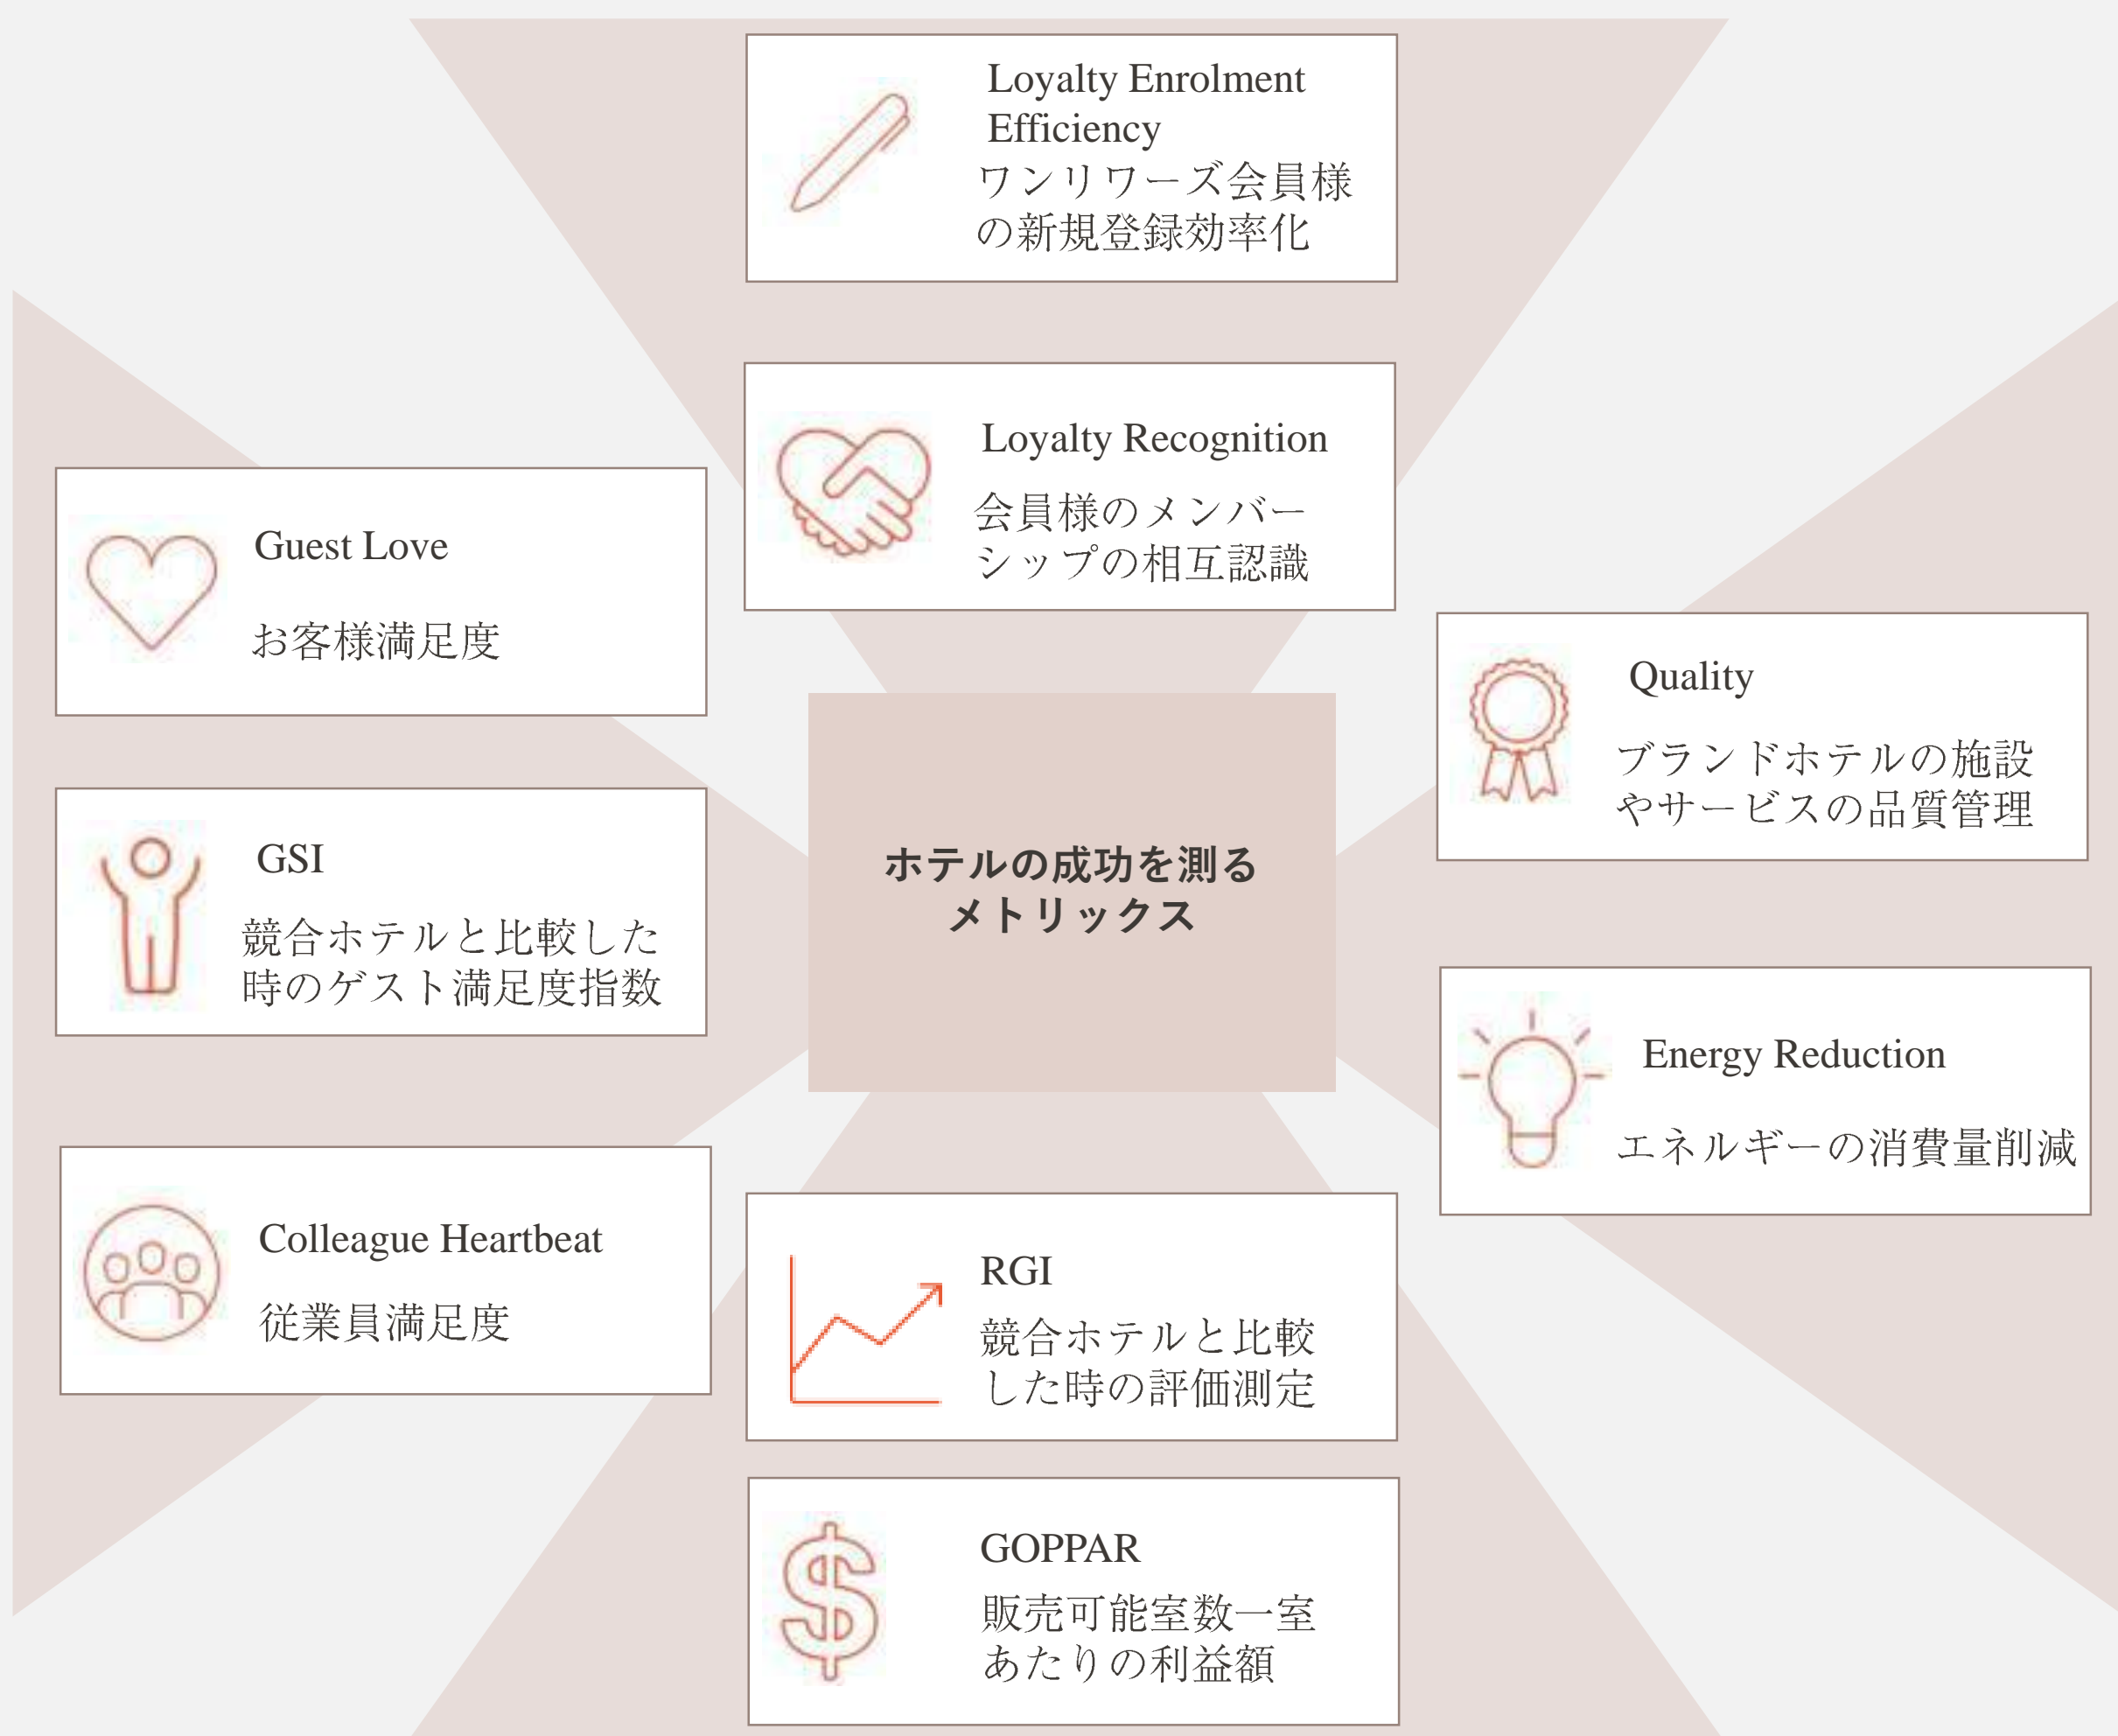 Loyalty Enrolment
Efficiency
ワンリワーズ会員様
の新規登録効率化
Loyalty Recognition
会員様のメンバー
シップの相互認識
Guest Love
お客様満足度
GSI
競合ホテルと比較した
時のゲスト満足度指数
Colleague Heartbeat
従業員満足度
ホテルの成功を測る
メトリックス
Quality
ブランドホテルの施設
やサービスの品質管理
Energy Reduction
エネルギーの消費量削減
RGI
競合ホテルと比較
した時の評価測定
GOPPAR
販売可能室数一室
あたりの利益額